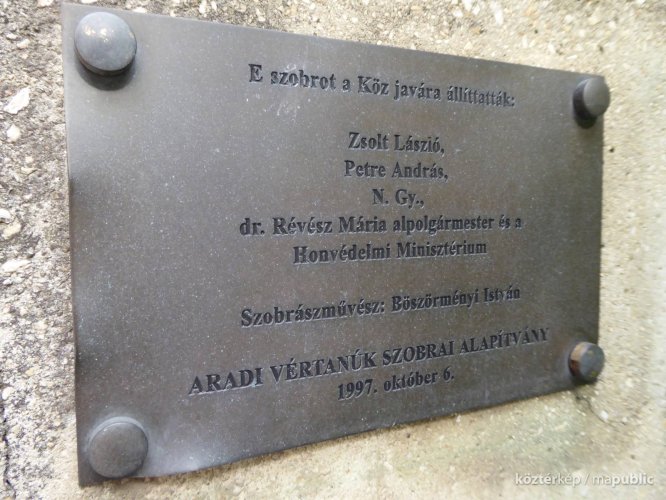 E szobrot a Köz javára állíttatták:
Zsolt László,
Petre András,
N. Gy.,
dr. Révész Mária alpolgármester és a
Honvédelmi Minisztérium
Szobrászművész: Böszörményi István
ARADI VÉRTANÚK SZOBRAI ALAPÍTVÁNY
1997. október 6.
köztérkép / mapublic